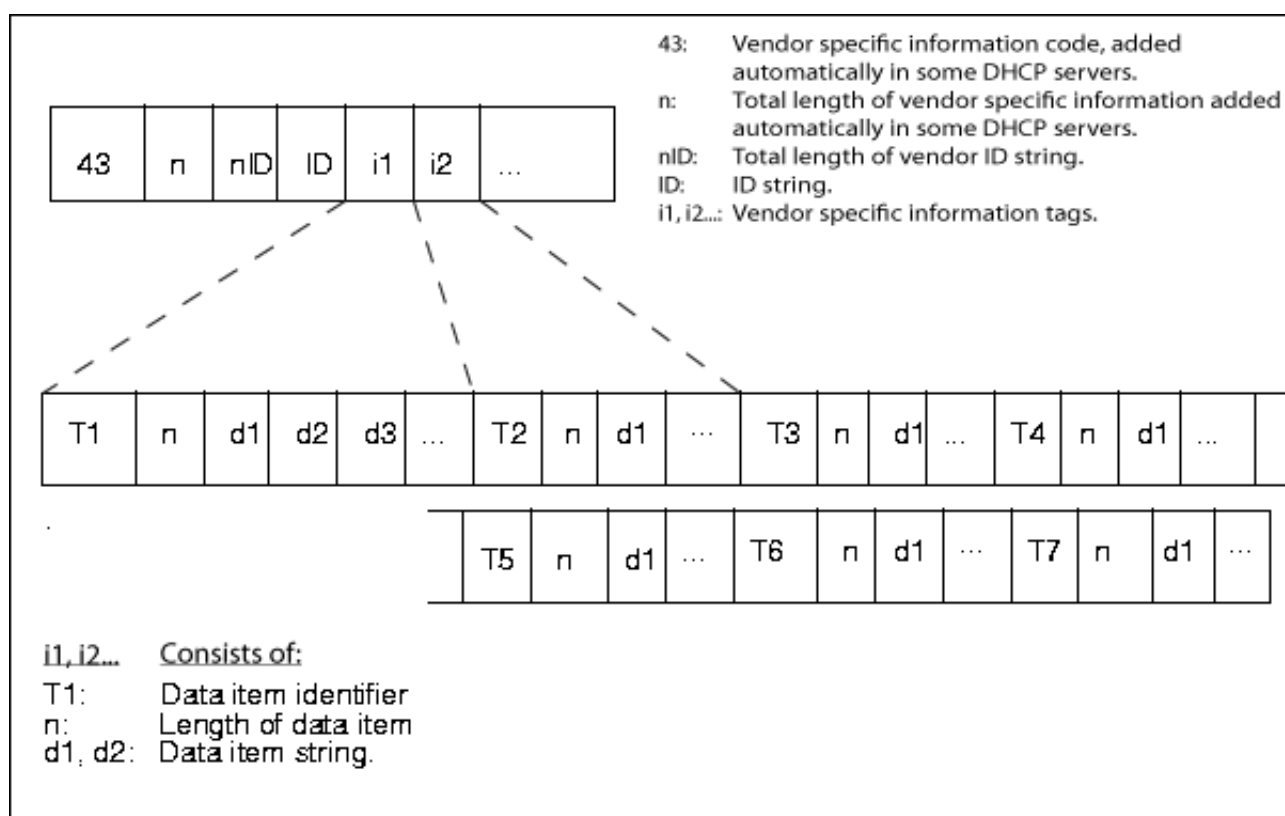 43: Vendor specific information code, added
automatically in some DHCP servers.
n: Total length of vendor specific information added
automatically in some DHCP servers.
nID: Total length of vendor ID string.
ID: ID string.
i1, i2...: Vendor specific information tags.
43 n nID ID i1 i2 ...
T1 n d1 d2 d3 ... T2 n d1 ... T3 n d1 ... T4 n d1 ...
T5 n d1 ... T6 n d1 ... T7 n d1 ...
i1, i2... Consists of:
T1: Data item identifier
n: Length of data item
d1, d2: Data item string.